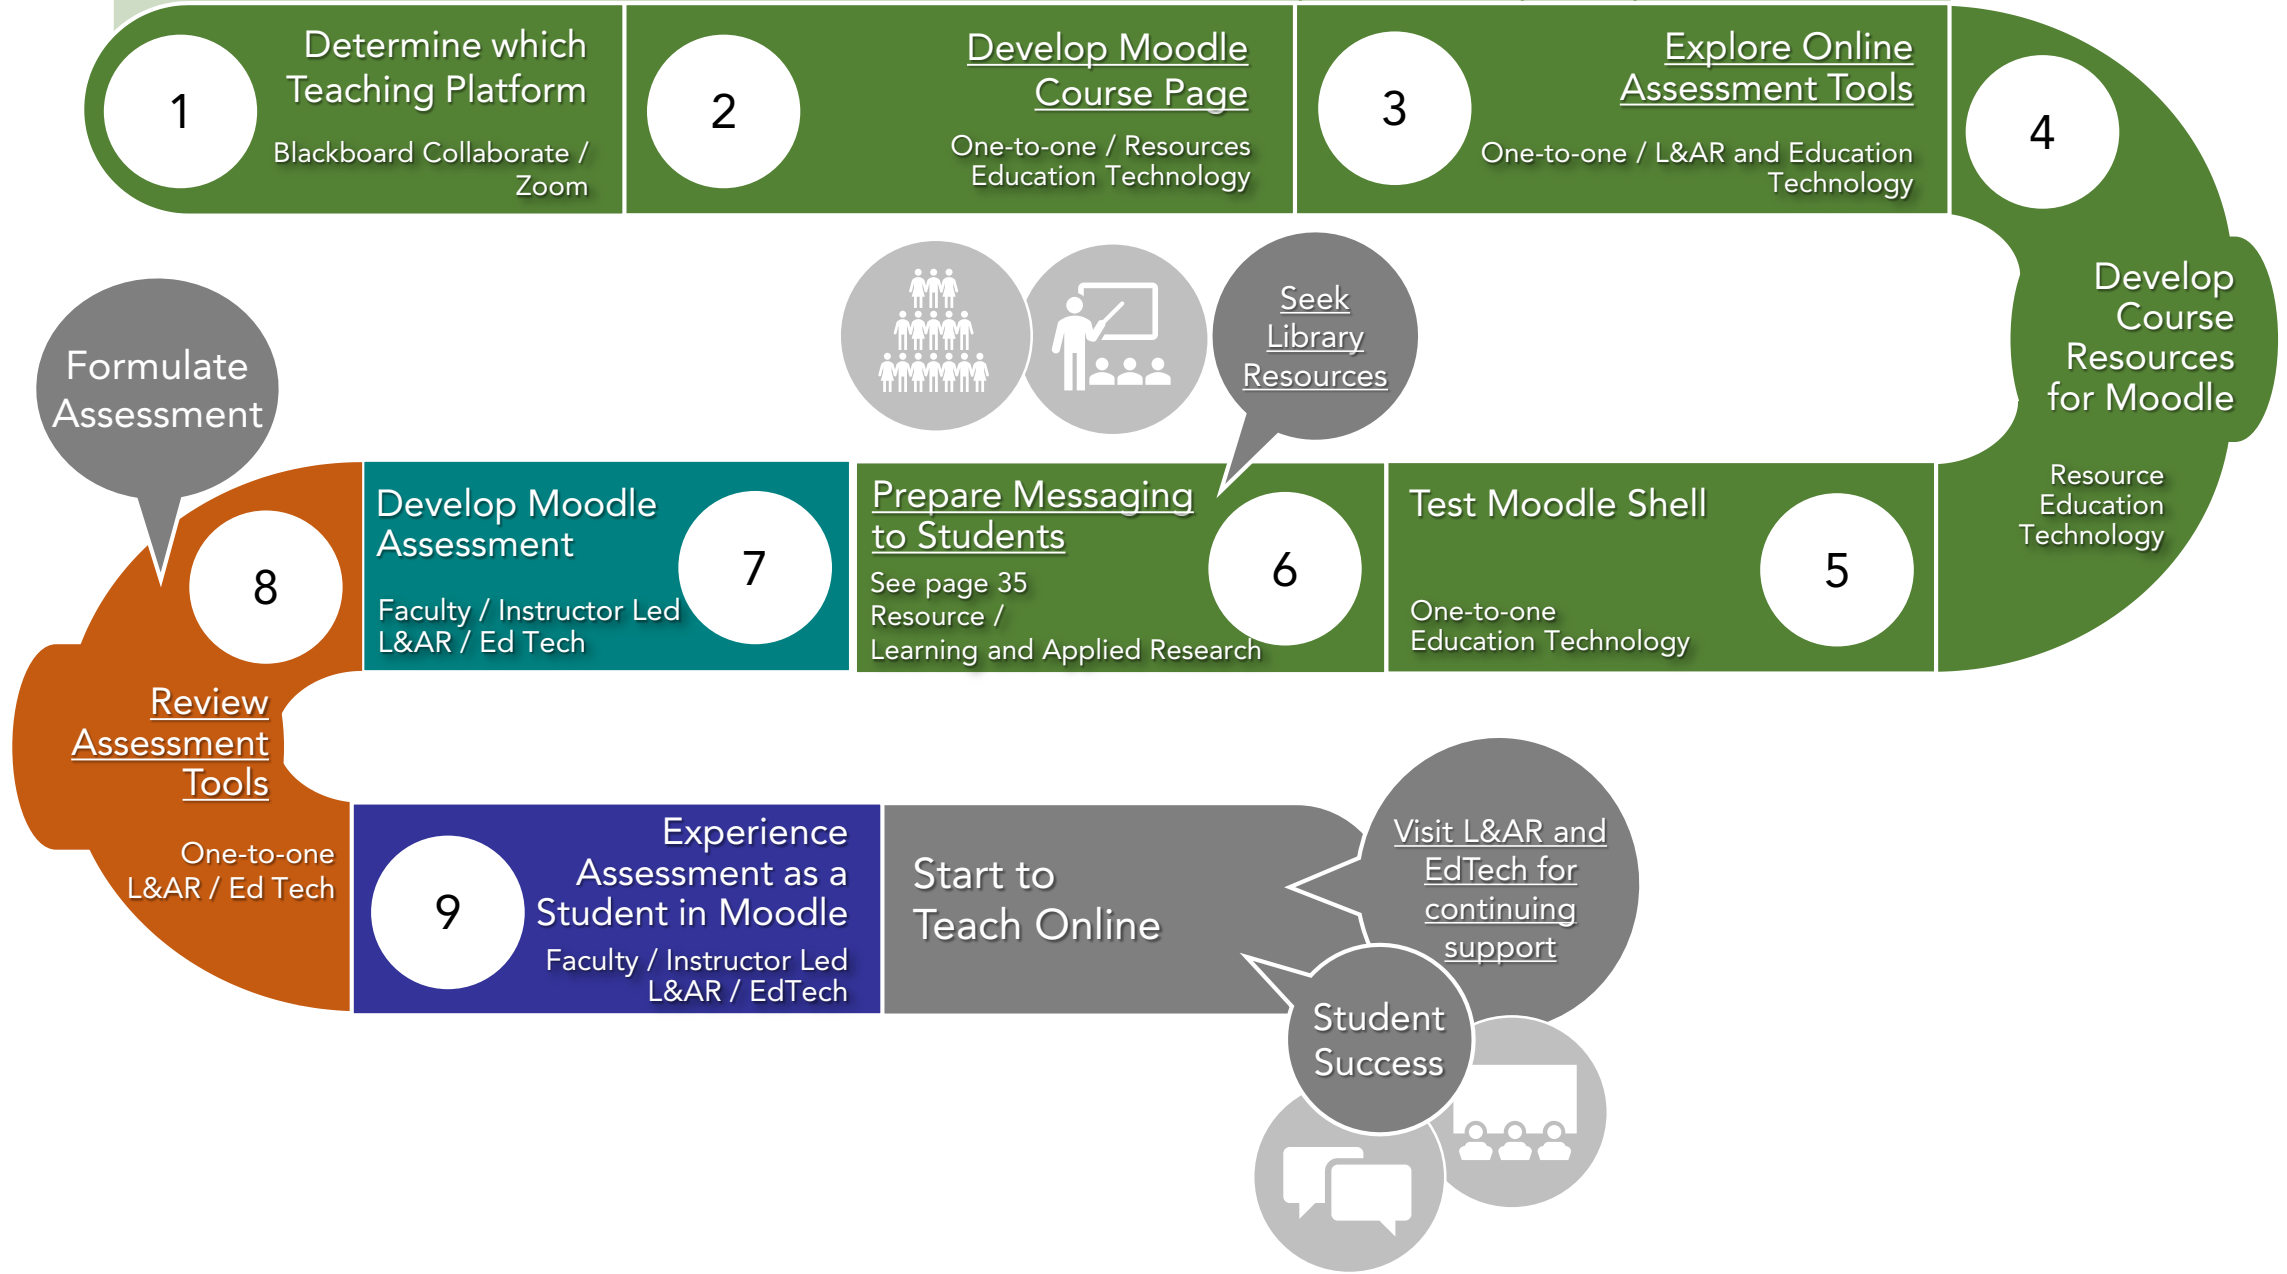 1
Determine which
Teaching Platform
Blackboard Collaborate /
Zoom
2
Develop Moodle
Course Page
One-to-one / Resources
Education Technology
3
Explore Online
Assessment Tools
One-to-one / L&AR and Education
Technology
4
Develop
Course
Resources
for Moodle
Resource
Education
Technology
Seek
Library
Resources
5
Test Moodle Shell
One-to-one
Education Technology
6
Prepare Messaging
to Students
See page 35
Resource /
Learning and Applied Research
7
Develop Moodle
Assessment
Faculty / Instructor Led
L&AR / Ed Tech
Formulate
Assessment
8
Review
Assessment
Tools
One-to-one
L&AR / Ed Tech
9
Experience
Assessment as a
Student in Moodle
Faculty / Instructor Led
L&AR / EdTech
Start to
Teach Online
Visit L&AR and
EdTech for
continuing
support
Student
Success